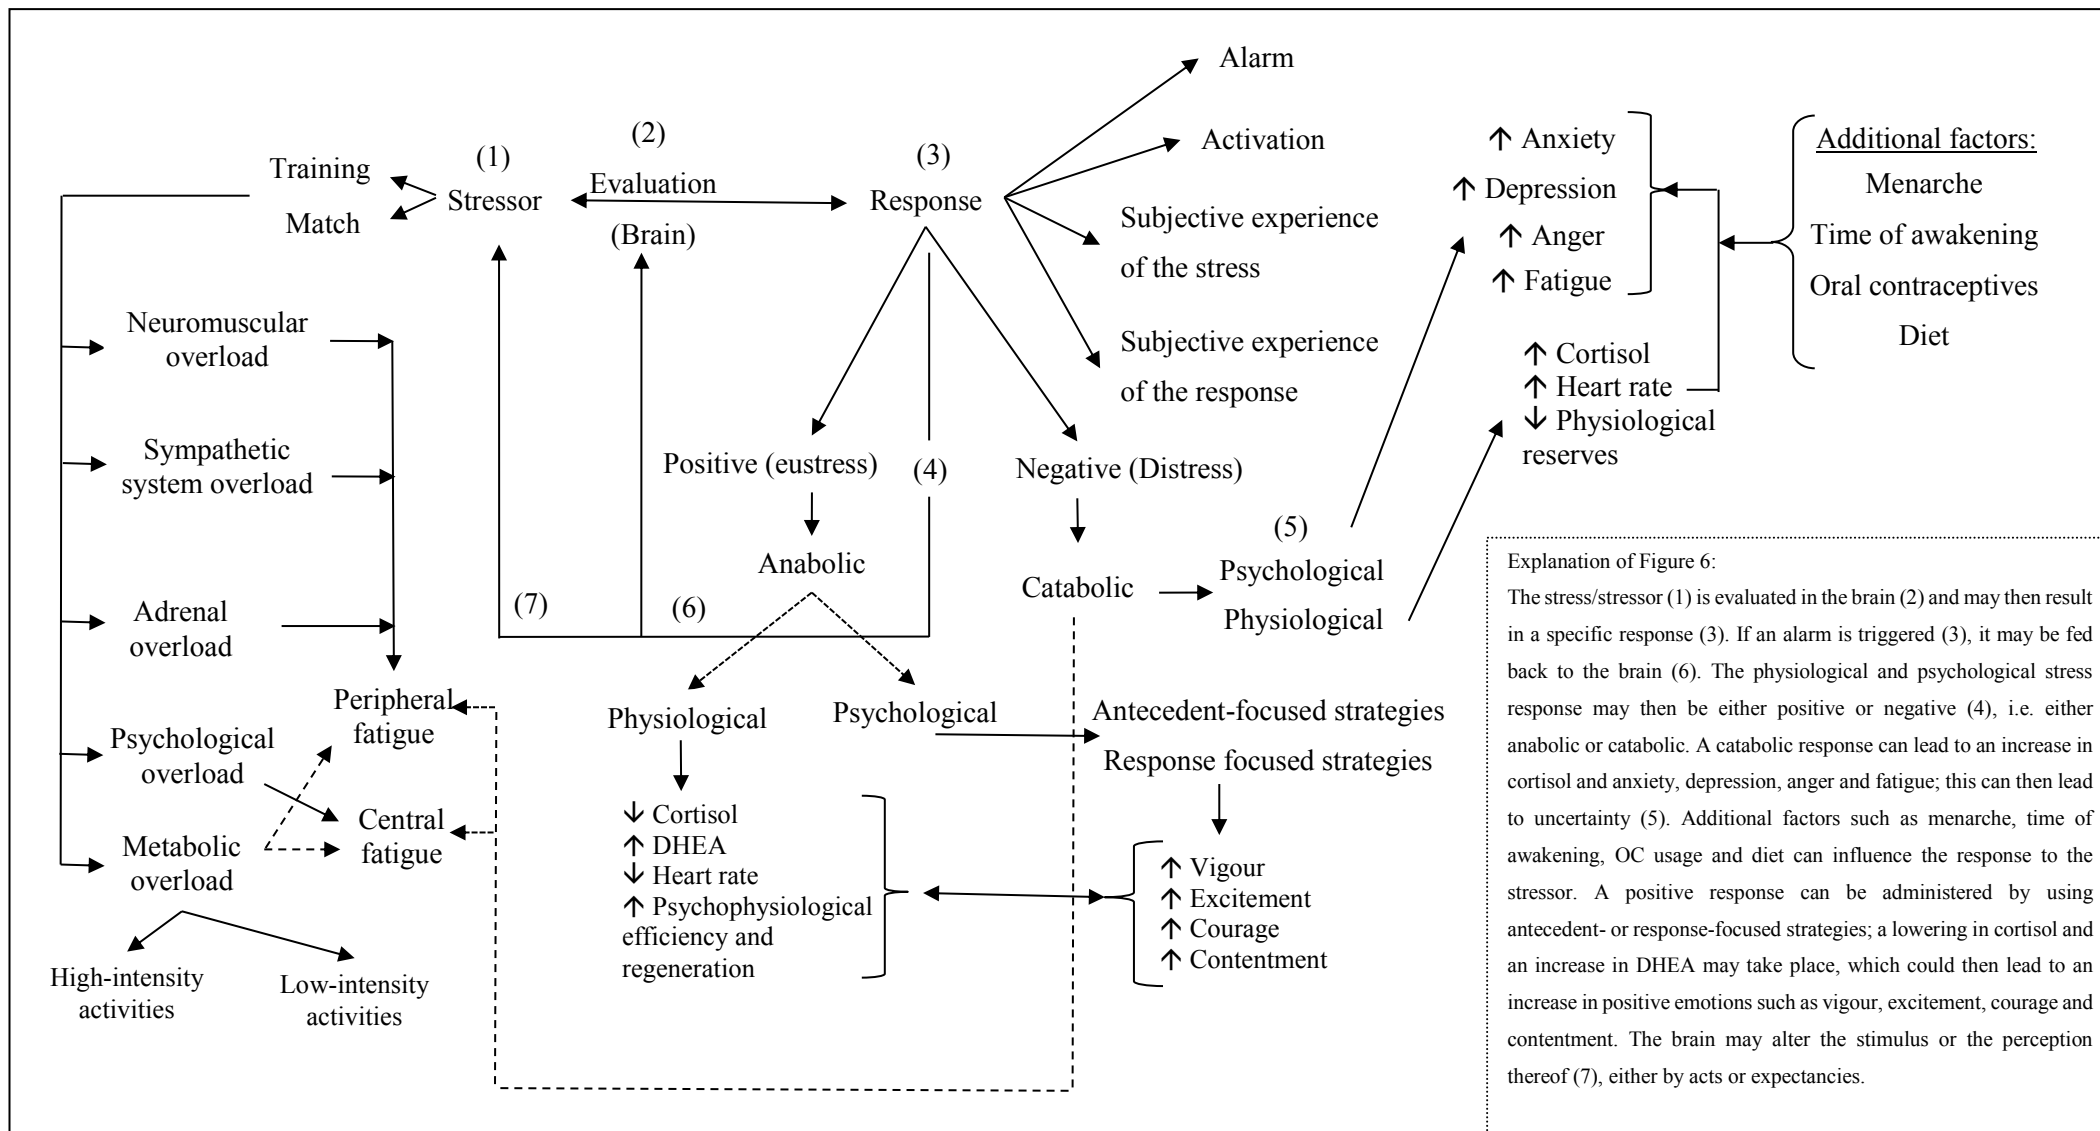 Alarm
(2)
(1)
(3)
Training
Match
Stressor
Evaluation
(Brain)
Response
Activation
Subjective experience
of the stress
Subjective experience
of the response
↑ Anxiety
↑ Depression
↑ Anger
↑ Fatigue
Additional factors:
Menarche
Time of awakening
Oral contraceptives
Diet
↑ Cortisol
↑ Heart rate
↓ Physiological
reserves
Neuromuscular
overload
Sympathetic
system overload
Adrenal
overload
Psychological
overload
Metabolic
overload
High-intensity
activities
Low-intensity
activities
Peripheral
fatigue
Central
fatigue
Positive (eustress)
(4)
Negative (Distress)
Anabolic
Catabolic
(5)
Psychological
Physiological
(7)
(6)
Physiological
Psychological
Antecedent-focused strategies
Response focused strategies
↓ Cortisol
↑ DHEA
↓ Heart rate
↑ Psychophysiological
efficiency and
regeneration
↑ Vigour
↑ Excitement
↑ Courage
↑ Contentment
Explanation of Figure 6:
The stress/stressor (1) is evaluated in the brain (2) and may then result
in a specific response (3). If an alarm is triggered (3), it may be fed
back to the brain (6). The physiological and psychological stress
response may then be either positive or negative (4), i.e. either
anabolic or catabolic. A catabolic response can lead to an increase in
cortisol and anxiety, depression, anger and fatigue; this can then lead
to uncertainty (5). Additional factors such as menarche, time of
awakening, OC usage and diet can influence the response to the
stressor. A positive response can be administered by using
antecedent- or response-focused strategies; a lowering in cortisol and
an increase in DHEA may take place, which could then lead to an
increase in positive emotions such as vigour, excitement, courage and
contentment. The brain may alter the stimulus or the perception
thereof (7), either by acts or expectancies.